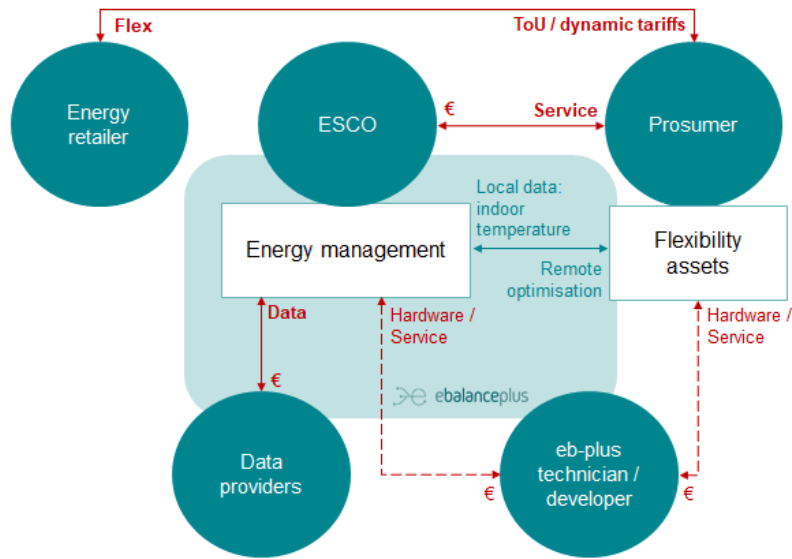 Flex
ToU / dynamic tariffs
Energy
retailer
ESCO
€
Service
Prosumer
Local data:
indoor
temperature
Energy management
Flexibility
assets
Remote
optimisation
Data
Hardware /
Service
Hardware /
Service
€
ebalanceplus
Data
providers
eb-plus
technician /
developer
€
€